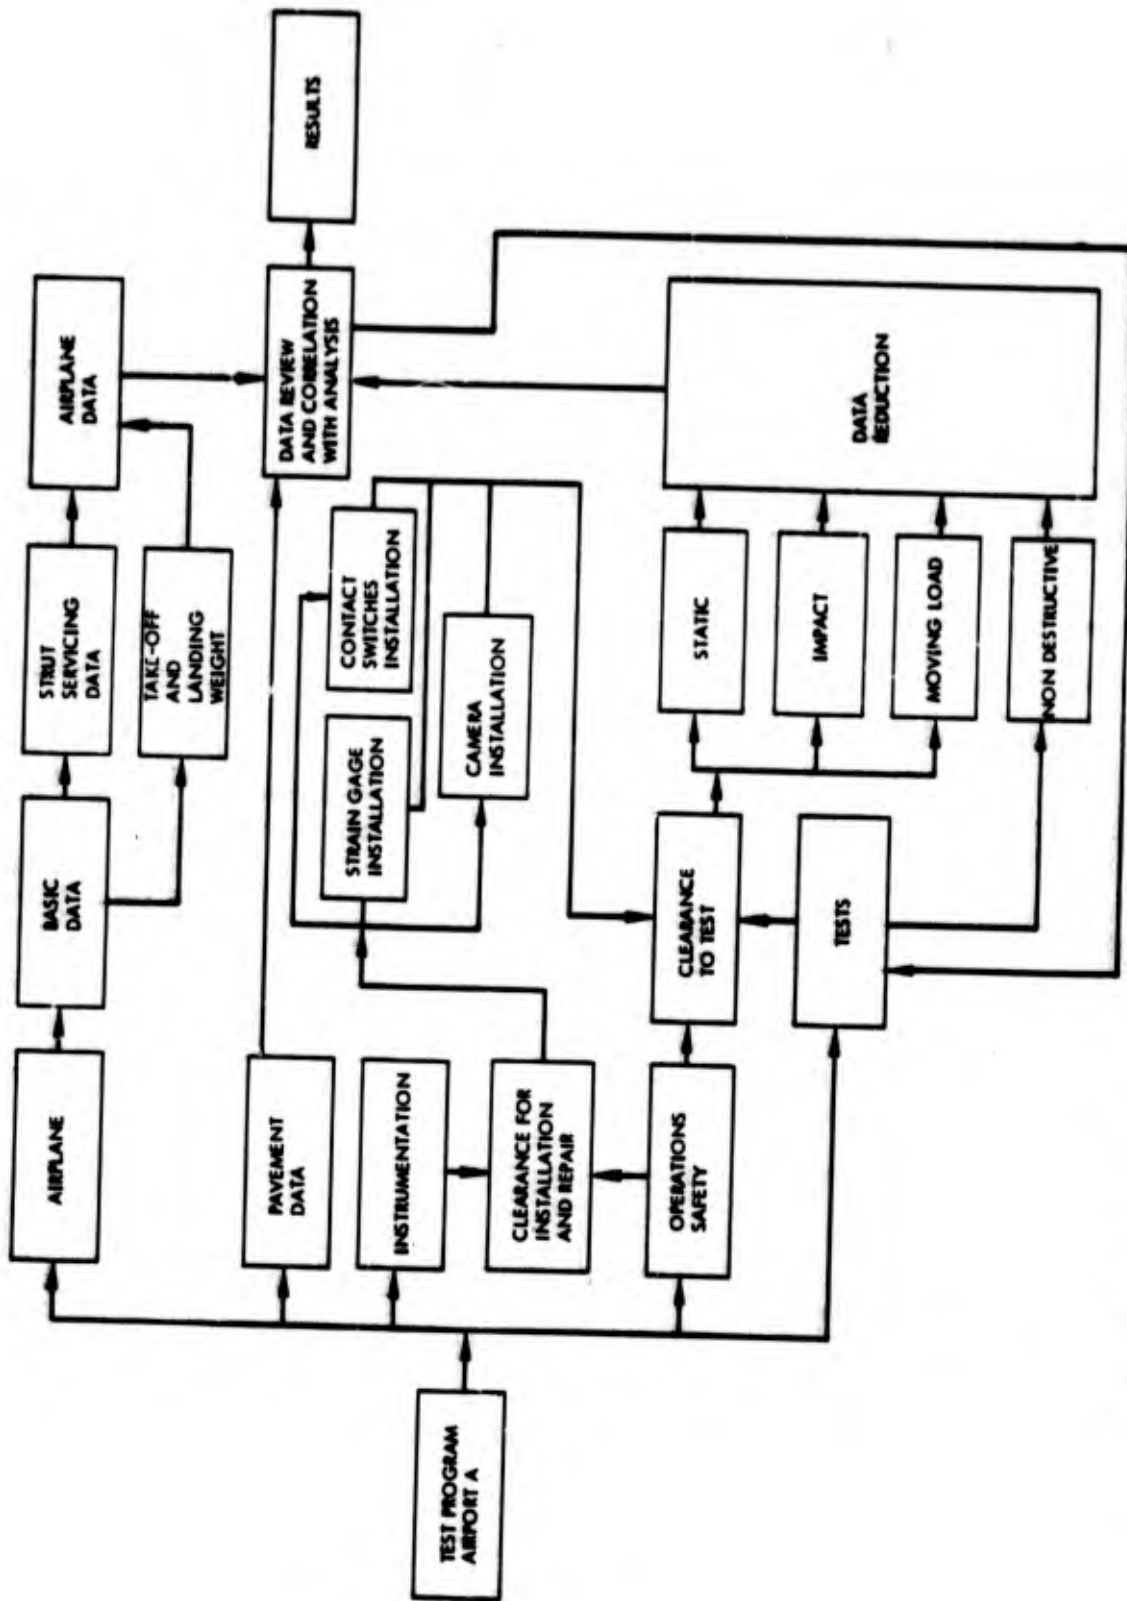 TEST PROGRAM
AIRPORT A
AIRPLANE
BASIC
DATA
STRUT
SERVICING
DATA
TAKE-OFF
AND
LANDING
WEIGHT
AIRPLANE
DATA
PAVEMENT
DATA
DATA REVIEW
AND CORRELATION
WITH ANALYSIS
RESULTS
INSTRUMENTATION
STRAIN GAGE
INSTALLATION
CONTACT
SWITCHES
INSTALLATION
CAMERA
INSTALLATION
CLEARANCE FOR
INSTALLATION
AND REPAIR
OPERATIONS
SAFETY
CLEARANCE
TO TEST
TESTS
STATIC
IMPACT
MOVING LOAD
NON DESTRUCTIVE
DATA
REDUCTION